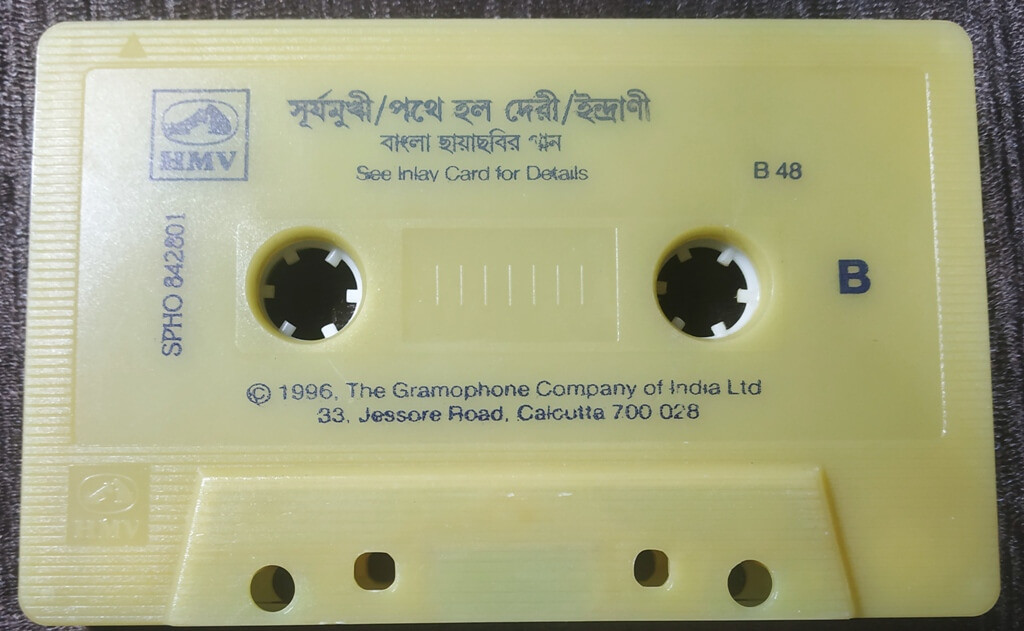 HMV
সূর্যমুখী/পথে হল দেরী/ইন্দ্রাণী
বাংলা ছায়াছবির গান
See Inlay Card for Details
B 48
SPHO 842801
B
© 1996, The Gramophone Company of India Ltd
33, Jessore Road, Calcutta 700 028
HMV